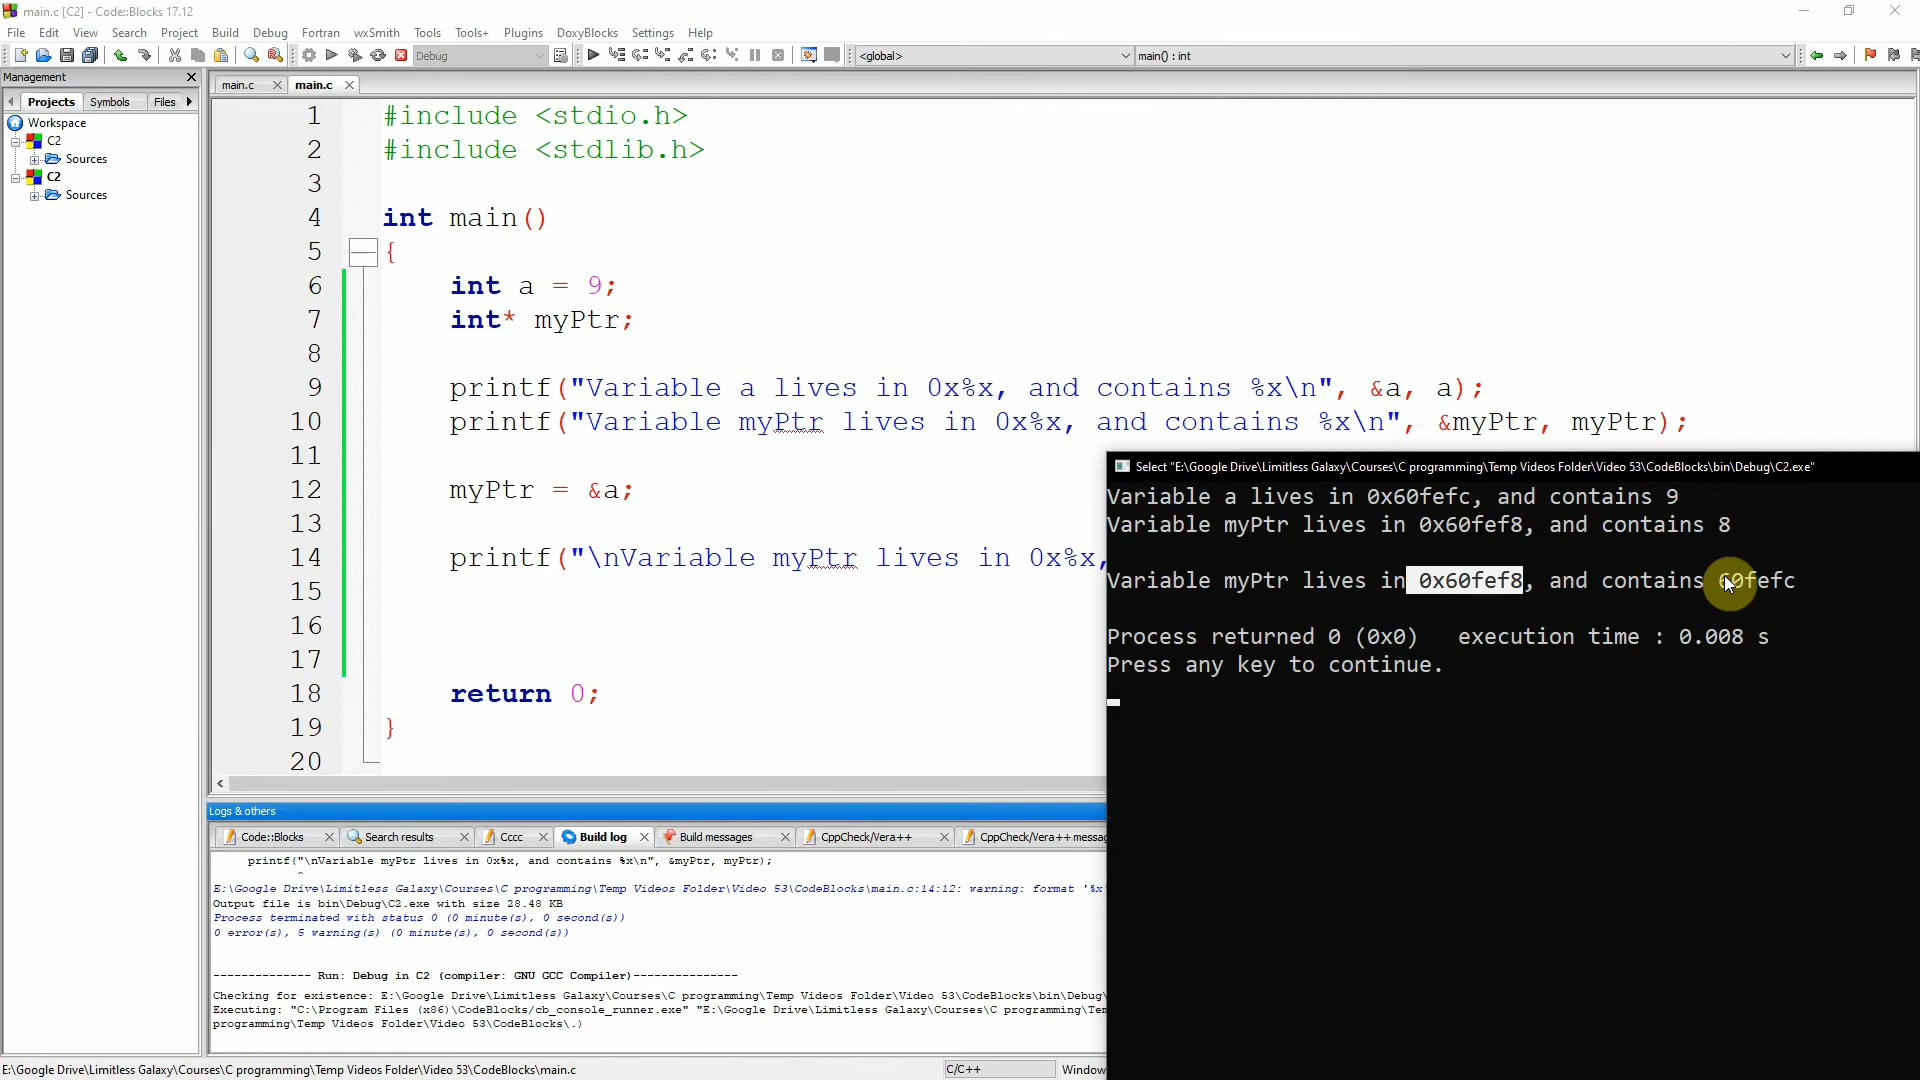 main.c [C2] - Code::Blocks 17.12
File Edit View Search Project Build Debug Fortran wxSmith Tools Tools+ Plugins DoxyBlocks Settings Help
Debug
<global>
main() : int
Management
Projects Symbols Files
main.c
main.c
Workspace
C2
Sources
C2
Sources
1 #include <stdio.h>
2 #include <stdlib.h>
3
4 int main()
5 {
6 int a = 9;
7 int* myPtr;
8
9 printf("Variable a lives in 0x%x, and contains %x\n", &a, a);
10 printf("Variable myPtr lives in 0x%x, and contains %x\n", &myPtr, myPtr);
11
12 myPtr = &a;
13
14 printf("\nVariable myPtr lives in 0x%x,
15
16
17
18 return 0;
19 }
20
Select "E:\Google Drive\Limitless Galaxy\Courses\C programming\Temp Videos Folder\Video 53\CodeBlocks\bin\Debug\C2.exe"
Variable a lives in 0x60fefc, and contains 9
Variable myPtr lives in 0x60fef8, and contains 8
Variable myPtr lives in 0x60fef8, and contains 60fefc
Process returned 0 (0x0) execution time : 0.008 s
Press any key to continue.
Logs & others
Code::Blocks Search results Cccc Build log Build messages CppCheck/Vera++ CppCheck/Vera++ messag
printf("\nVariable myPtr lives in 0x%x, and contains %x\n", &myPtr, myPtr);
^
E:\Google Drive\Limitless Galaxy\Courses\C programming\Temp Videos Folder\Video 53\CodeBlocks\main.c:14:12: warning: format '%x'
Output file is bin\Debug\C2.exe with size 28.48 KB
Process terminated with status 0 (0 minute(s), 0 second(s))
0 error(s), 5 warning(s) (0 minute(s), 0 second(s))
-------------- Run: Debug in C2 (compiler: GNU GCC Compiler)---------------
Checking for existence: E:\Google Drive\Limitless Galaxy\Courses\C programming\Temp Videos Folder\Video 53\CodeBlocks\bin\Debug\
Executing: "C:\Program Files (x86)\CodeBlocks/cb_console_runner.exe" "E:\Google Drive\Limitless Galaxy\Courses\C programming\Tem
programming\Temp Videos Folder\Video 53\CodeBlocks\.)
E:\Google Drive\Limitless Galaxy\Courses\C programming\Temp Videos Folder\Video 53\CodeBlocks\main.c
C/C++
Window